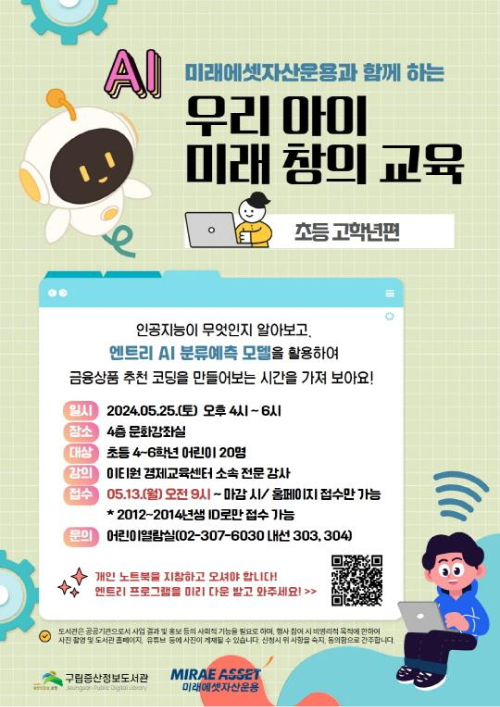 AI
미래에셋자산운용과 함께 하는
우리 아이
미래 창의 교육
초등 고학년편
인공지능이 무엇인지 알아보고,
엔트리 AI 분류예측 모델을 활용하여
금융상품 추천 코딩을 만들어보는 시간을 가져 보아요!
일시 2024.05.25.(토) 오후 4시 ~ 6시
장소 4층 문화강좌실
대상 초등 4~6학년 어린이 20명
강의 이티원 경제교육센터 소속 전문 강사
접수 05.13.(월) 오전 9시 ~ 마감 시/ 홈페이지 접수만 가능
* 2012~2014년생 ID로만 접수 가능
문의 어린이열람실(02-307-6030 내선 303, 304)
개인 노트북을 지참하고 오셔야 합니다!
엔트리 프로그램을 미리 다운 받고 와주세요! >>
도서관은 공공기관으로서 사업 결과 및 홍보 등의 사회적 기능을 필요로 하며, 행사 참여 시 비영리적 목적에 한하여
사진 촬영 및 도서관 홈페이지, 유튜브 등에 사진이 게재될 수 있습니다. 신청시 위 사항을 숙지, 동의함으로 간주합니다.
구립증산정보도서관
Jeungsan Public Digital Library
MIRAE ASSET
미래에셋자산운용